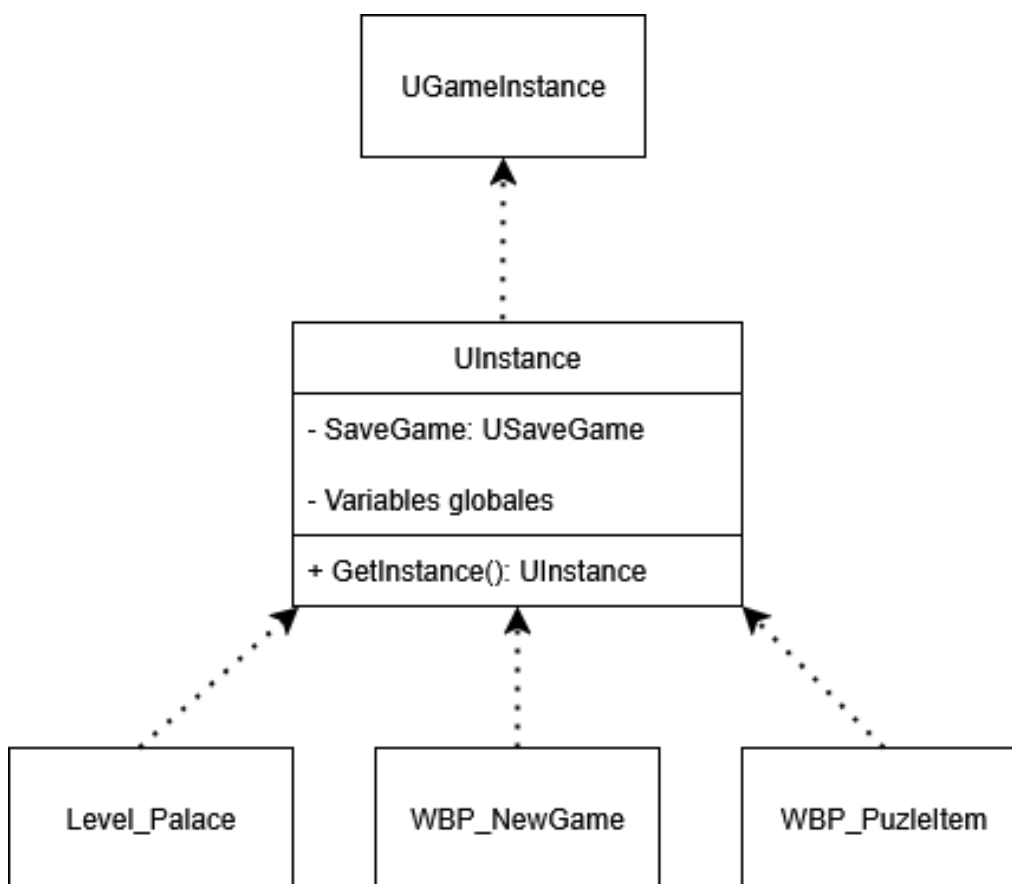 UGameInstance
UInstance
- SaveGame: USaveGame
- Variables globales
+ GetInstance(): UInstance
Level_Palace
WBP_NewGame
WBP_PuzleItem